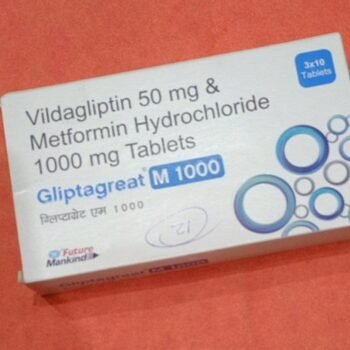 3x10
Tablets
Vildagliptin 50 mg &
Metformin Hydrochloride
1000 mg Tablets
Gliptagreat M 1000
ग्लिप्टाग्रेट एम 1000
Future
Mankind